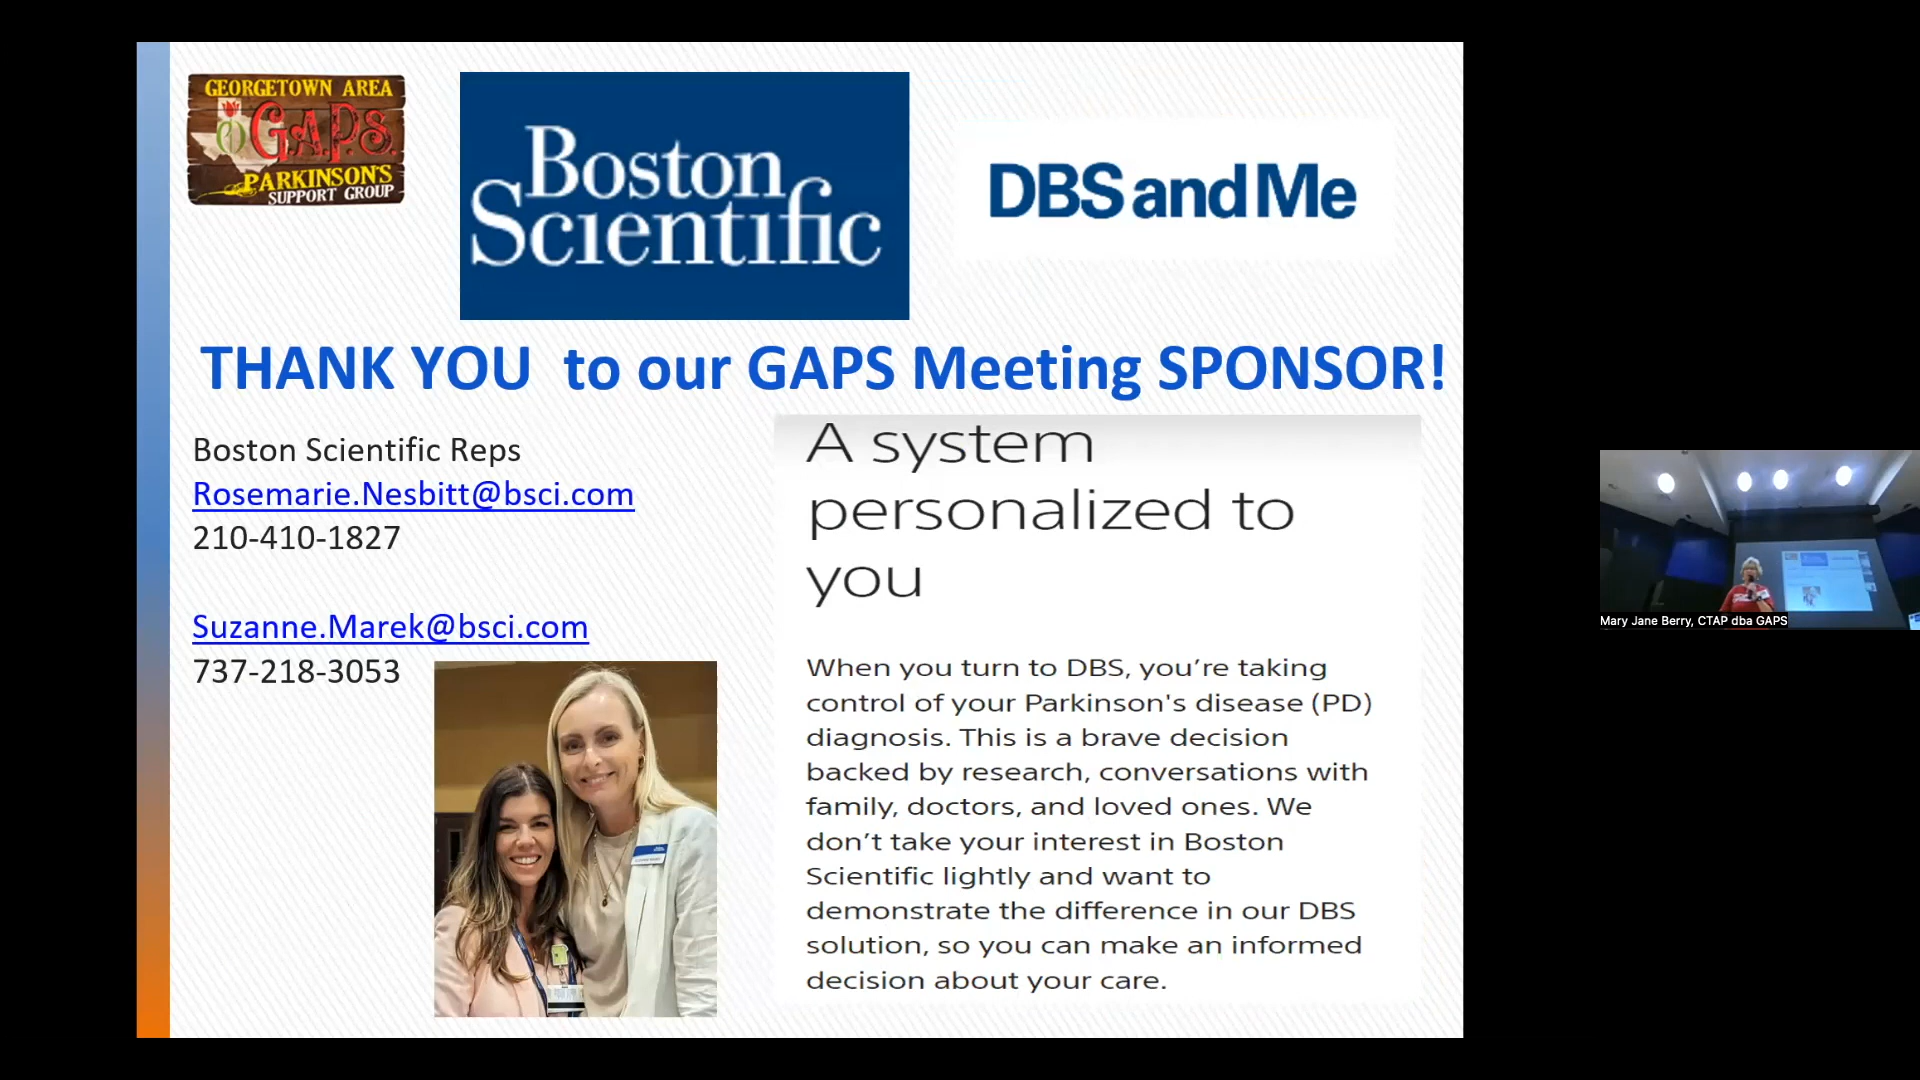 GEORGETOWN AREA
G.A.P.S.
PARKINSON'S
SUPPORT GROUP
Boston
Scientific
DBS and Me
THANK YOU to our GAPS Meeting SPONSOR!
Boston Scientific Reps
Rosemarie.Nesbitt@bsci.com
210-410-1827
Suzanne.Marek@bsci.com
737-218-3053
A system
personalized to
you
When you turn to DBS, you’re taking
control of your Parkinson's disease (PD)
diagnosis. This is a brave decision
backed by research, conversations with
family, doctors, and loved ones. We
don’t take your interest in Boston
Scientific lightly and want to
demonstrate the difference in our DBS
solution, so you can make an informed
decision about your care.
Mary Jane Berry, CTAP dba GAPS